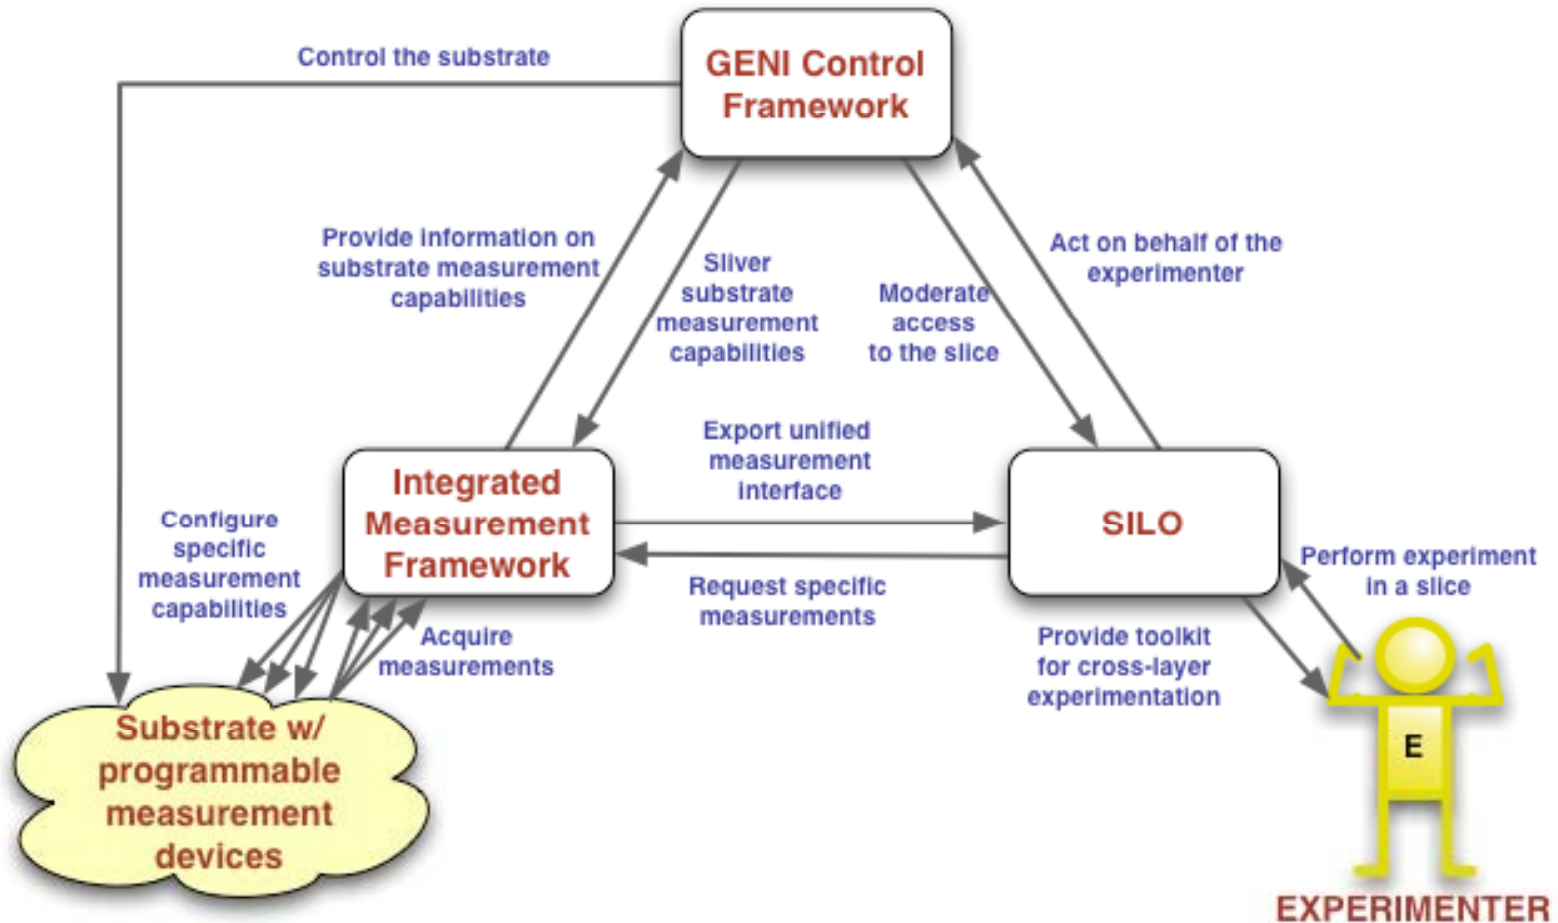 Control the substrate
GENI Control
Framework
Provide information on
substrate measurement
capabilities
Sliver
substrate
measurement
capabilities
Moderate
access
to the slice
Act on behalf of the
experimenter
Export unified
measurement
interface
Integrated
Measurement
Framework
SILO
Configure
specific
measurement
capabilities
Request specific
measurements
Perform experiment
in a slice
Acquire
measurements
Provide toolkit
for cross-layer
experimentation
Substrate w/
programmable
measurement
devices
E
EXPERIMENTER